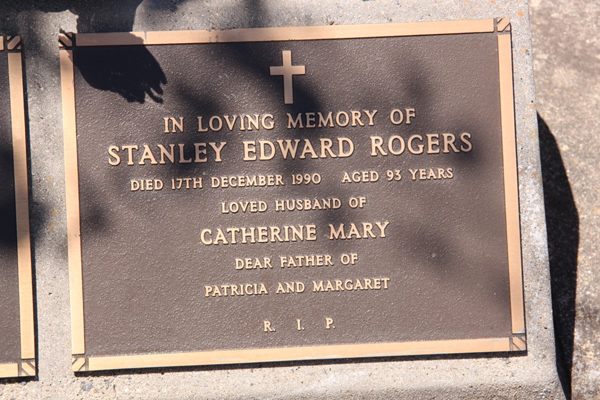 IN LOVING MEMORY OF
STANLEY EDWARD ROGERS
DIED 17TH DECEMBER 1990 AGED 93 YEARS
LOVED HUSBAND OF
CATHERINE MARY
DEAR FATHER OF
PATRICIA AND MARGARET
R. I. P.